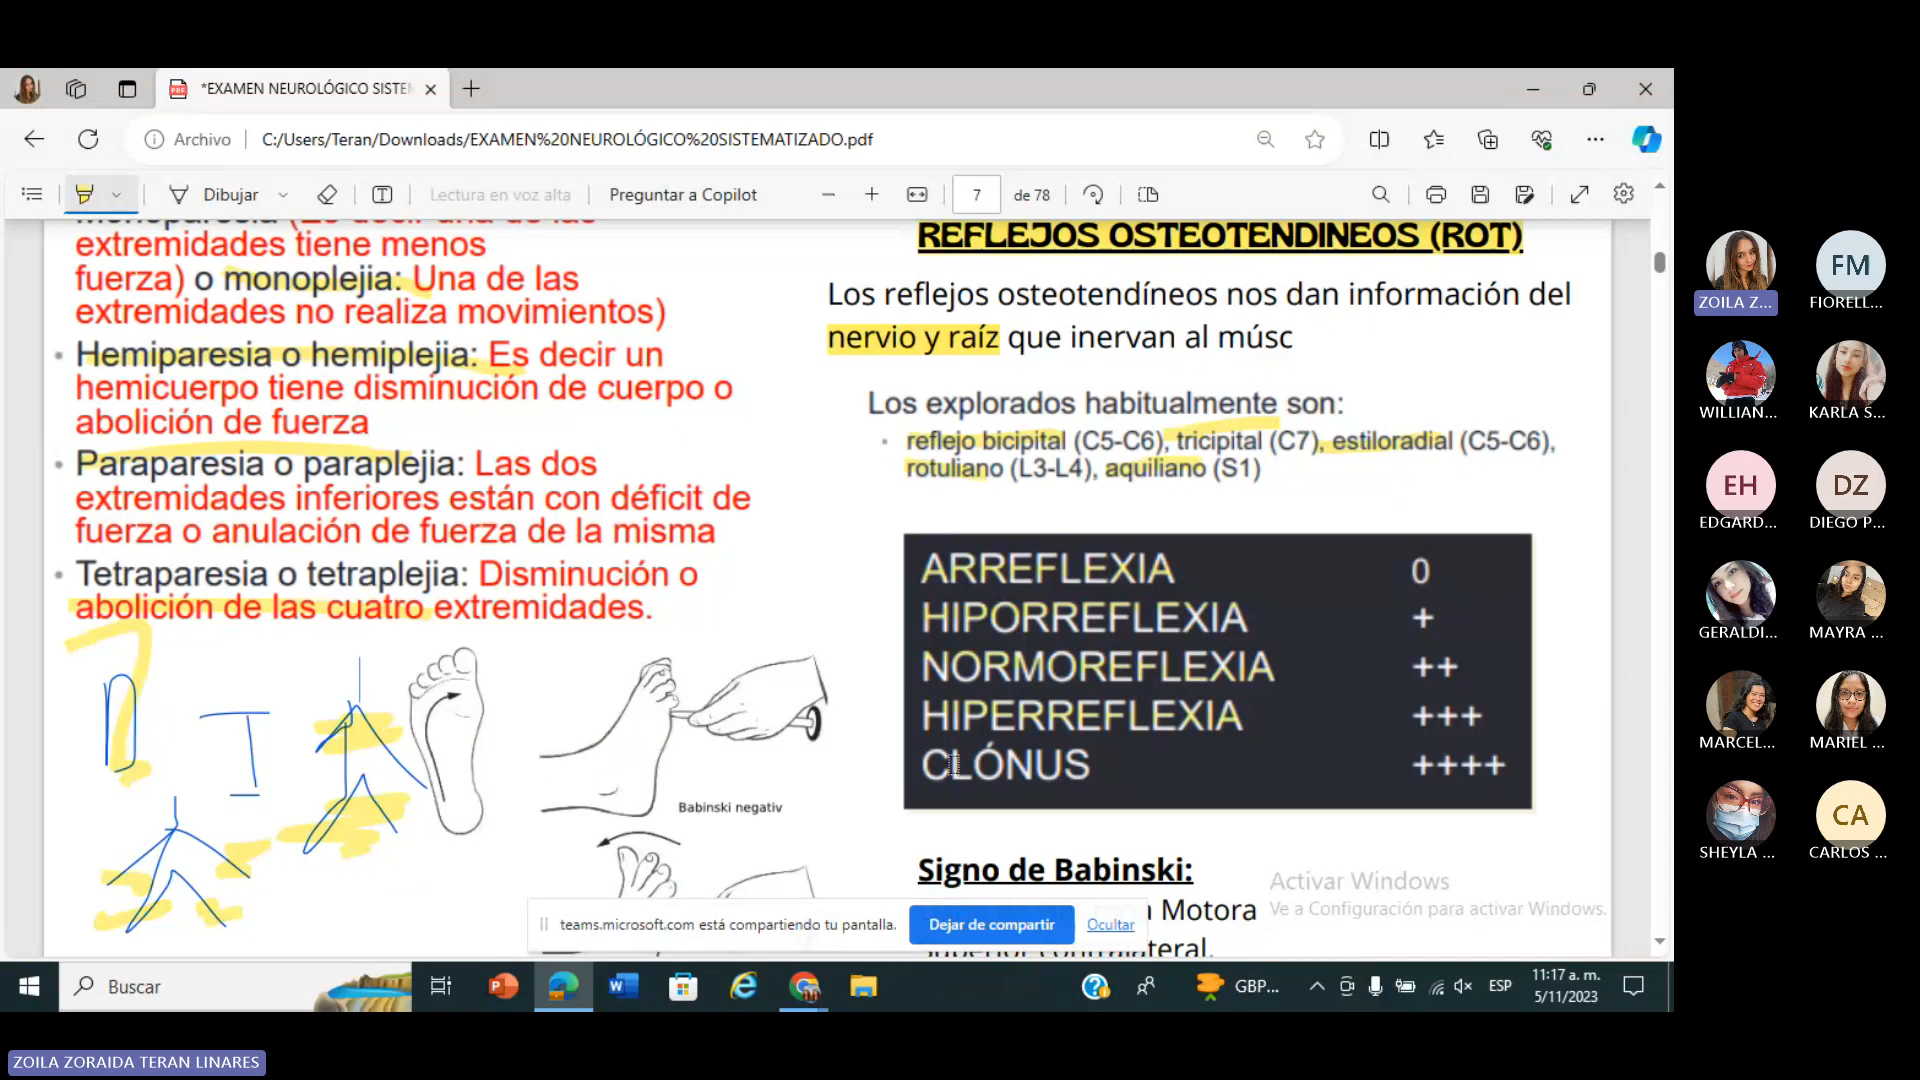 *EXAMEN NEUROLÓGICO SISTEM
Archivo
C:/Users/Teran/Downloads/EXAMEN%20NEUROLÓGICO%20SISTEMATIZADO.pdf
Dibujar
Lectura en voz alta
Preguntar a Copilot
7
de 78
extremidades tiene menos
fuerza) o monoplejia: Una de las
extremidades no realiza movimientos)
• Hemiparesia o hemiplejia: Es decir un
hemicuerpo tiene disminución de cuerpo o
abolición de fuerza
• Paraparesia o paraplejia: Las dos
extremidades inferiores están con déficit de
fuerza o anulación de fuerza de la misma
• Tetraparesia o tetraplejia: Disminución o
abolición de las cuatro extremidades.
Babinski negativ
REFLEJOS OSTEOTENDINEOS (ROT)
Los reflejos osteotendíneos nos dan información del
nervio y raíz que inervan al músc
Los explorados habitualmente son:
• reflejo bicipital (C5-C6), tricipital (C7), estiloradial (C5-C6),
rotuliano (L3-L4), aquiliano (S1)
ARREFLEXIA 0
HIPORREFLEXIA +
NORMOREFLEXIA ++
HIPERREFLEXIA +++
CLÓNUS ++++
Signo de Babinski:
Motora
Activar Windows
Ve a Configuración para activar Windows.
teams.microsoft.com está compartiendo tu pantalla.
Dejar de compartir
Ocultar
Buscar
GBP...
ESP
11:17 a. m.
5/11/2023
ZOILA Z...
FM
FIORELL...
WILLIAN...
KARLA S...
EH
EDGARD...
DZ
DIEGO P...
GERALDI...
MAYRA ...
MARCEL...
MARIEL ...
SHEYLA ...
CA
CARLOS ...
ZOILA ZORAIDA TERAN LINARES